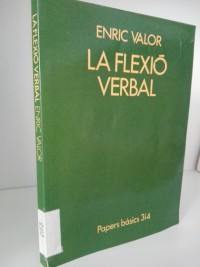 LA FLEXIÓ VERBAL ENRIC VALOR
ENRIC VALOR
LA FLEXIÓ
VERBAL
Papers bàsics 3i4